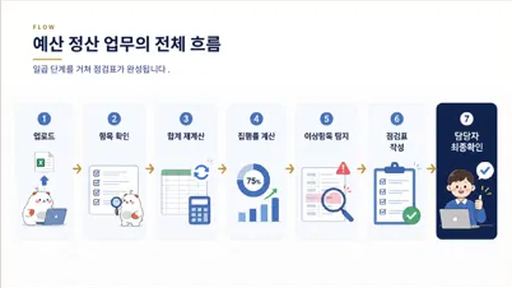 FLOW
예산 정산 업무의 전체 흐름
일곱 단계를 거쳐 점검표가 완성됩니다.
1
업로드
2
항목 확인
3
합계 재계산
4
집행률 계산
75%
5
이상항목 탐지
6
점검표
작성
7
담당자
최종확인